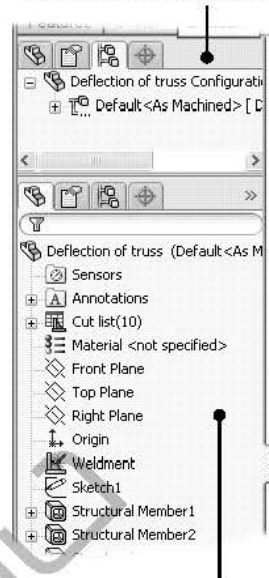 Deflection of truss Configurati
Default<As Machined> [ D
Deflection of truss (Default<As M
Sensors
Annotations
Cut list(10)
Material <not specified>
Front Plane
Top Plane
Right Plane
Origin
Weldment
Sketch1
Structural Member1
Structural Member2